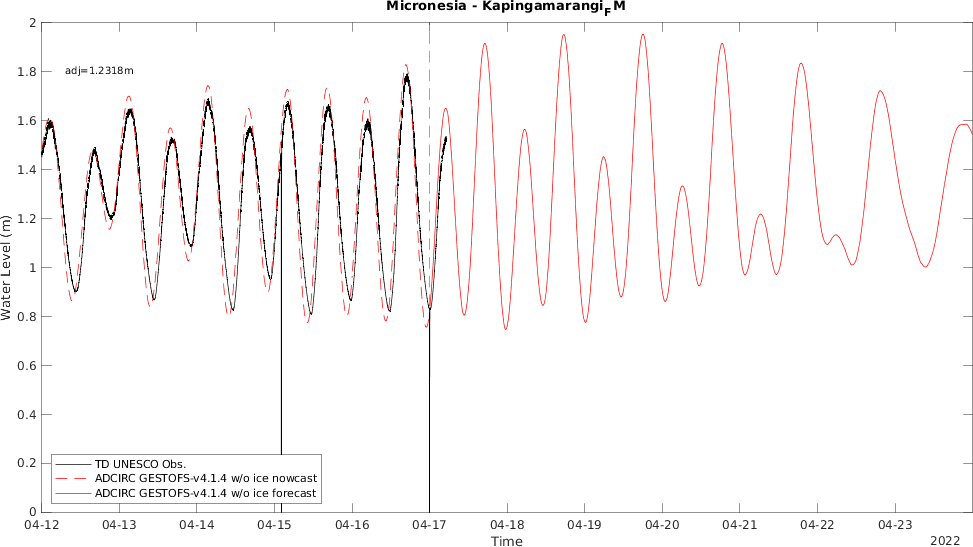 Micronesia - KapingamarangiFM
2
1.8
adj=1.2318m
1.6
1.4
1.2
1
0.8
0.6
0.4
0.2
0
Water Level (m)
TD UNESCO Obs.
ADCIRC GESTOFS-v4.1.4 w/o ice nowcast
ADCIRC GESTOFS-v4.1.4 w/o ice forecast
04-12 04-13 04-14 04-15 04-16 04-17 04-18 04-19 04-20 04-21 04-22 04-23
Time
2022